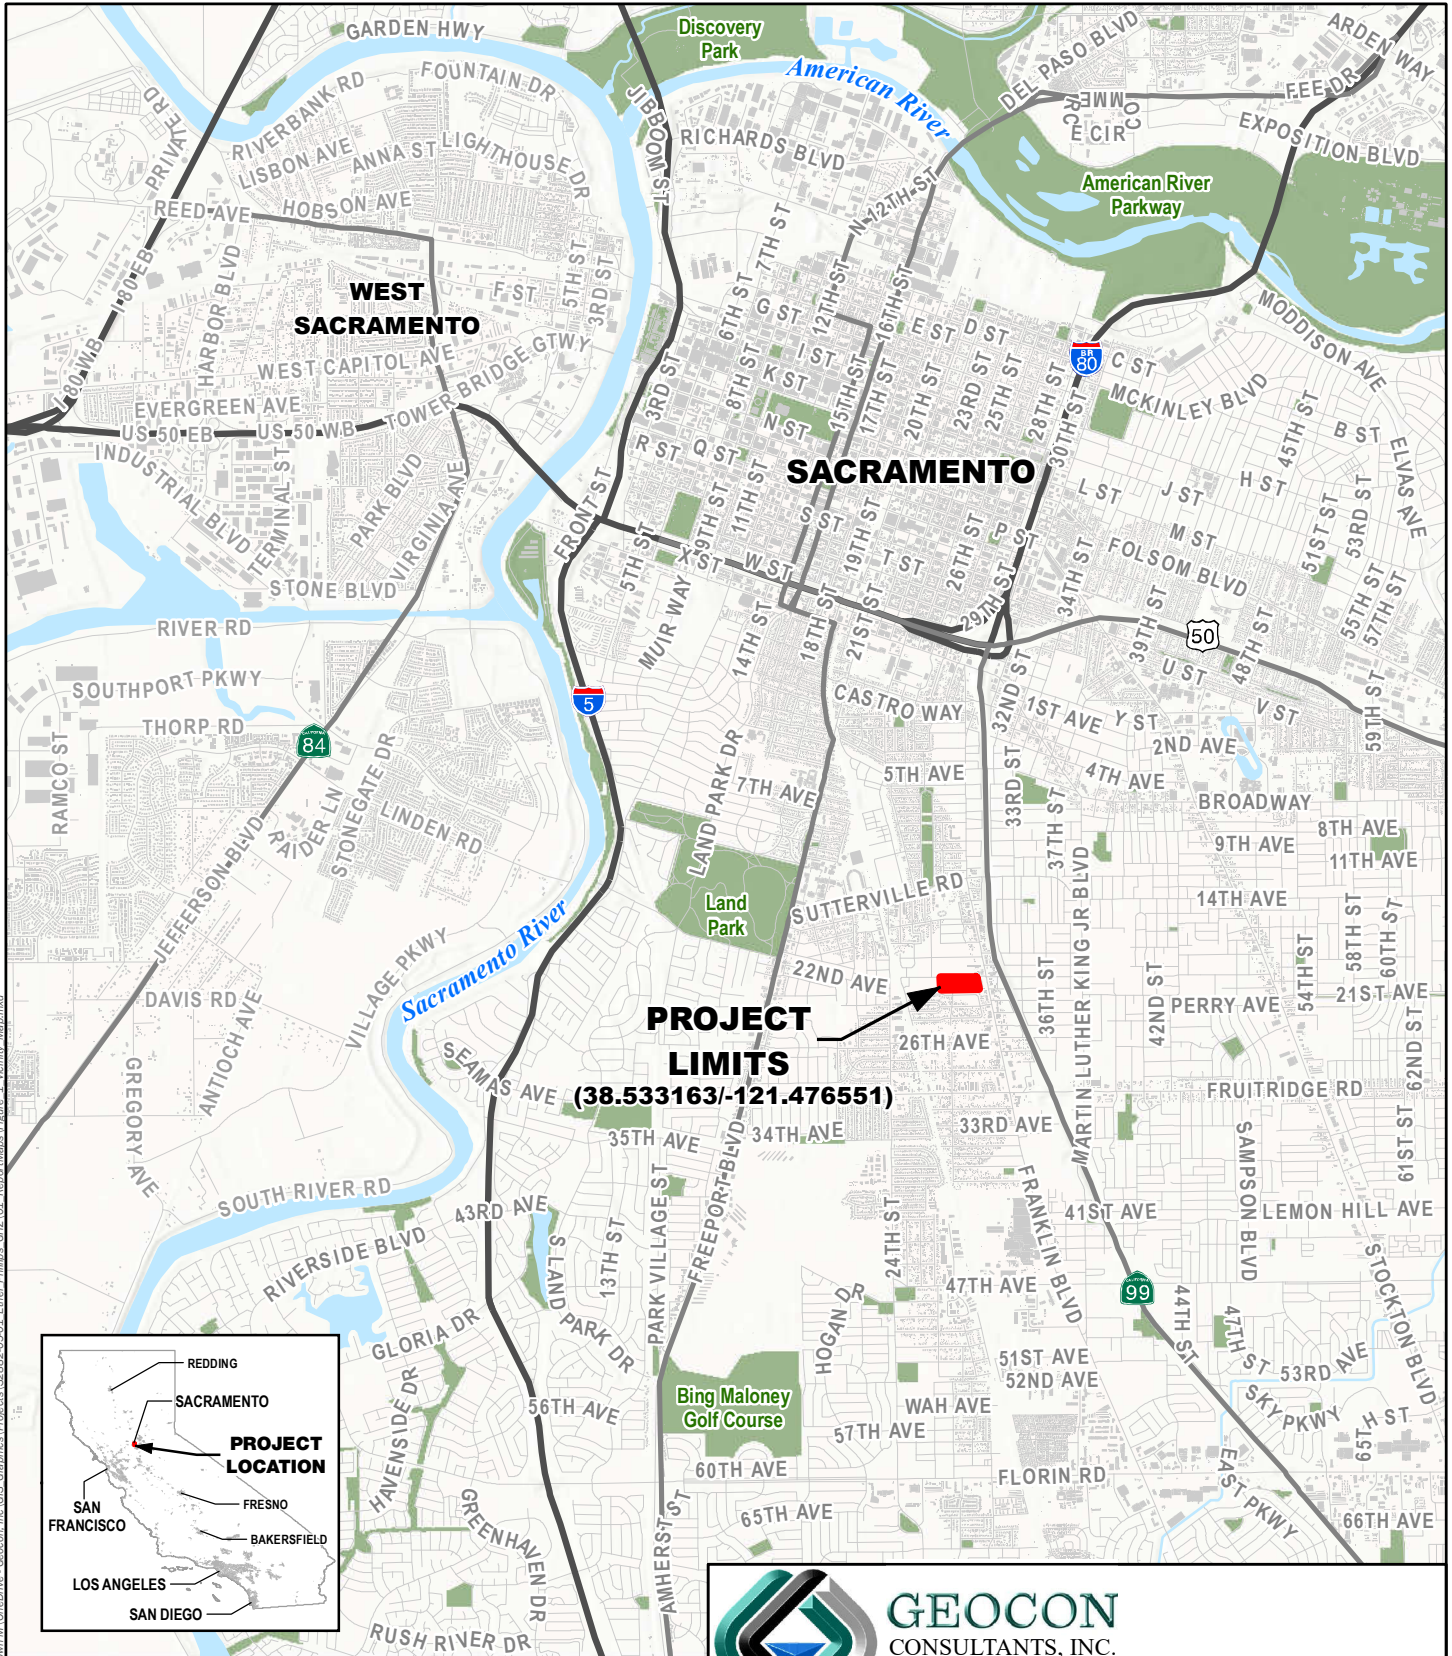 GARDEN HWY
Discovery
Park
DEL PASO BLVD
ARDEN WAY
FOUNTAIN DR
American River
FEE DR
RIVERBANK RD
JIBBOOM ST
EXPOSITION BLVD
PRIVATE RD
LISBON AVE
ANNA ST
LIGHTHOUSE DR
RICHARDS BLVD
E CIR
American River
Parkway
REED AVE
HOBSON AVE
N 12TH ST
7TH ST
I-80 EB
HARBOR BLVD
WEST
SACRAMENTO
F ST
5TH ST
3RD ST
6TH ST
G ST
12TH ST
16TH ST
E ST
D ST
MODDISON AVE
I ST
BR
80
C ST
WEST CAPITOL AVE
TOWER BRIDGE GTWY
I-80 WB
3RD ST
8TH ST
K ST
15TH ST
17TH ST
20TH ST
23RD ST
25TH ST
28TH ST
30TH ST
MCKINLEY BLVD
EVERGREEN AVE
US-50 EB
US-50 WB
N ST
45TH ST
B ST
ELVAS AVE
INDUSTRIAL BLVD
TERMINAL ST
PARK BLVD
VIRGINIA AVE
R ST
Q ST
SACRAMENTO
L ST
J ST
H ST
FRONT ST
9TH ST
11TH ST
S ST
19TH ST
T ST
26TH ST
P ST
M ST
51ST ST
53RD ST
STONE BLVD
5TH ST
X ST
W ST
29TH ST
34TH ST
FOLSOM BLVD
55TH ST
57TH ST
RIVER RD
MUIR WAY
14TH ST
18TH ST
21ST ST
39TH ST
50
48TH ST
SOUTHPORT PKWY
5
CASTRO WAY
32ND ST
U ST
V ST
59TH ST
THORP RD
CALIFORNIA
84
1ST AVE
Y ST
2ND AVE
RAMCO ST
RAIDER LN
STONEGATE DR
LINDEN RD
LAND PARK DR
7TH AVE
5TH AVE
33RD ST
4TH AVE
BROADWAY
37TH ST
8TH AVE
9TH AVE
11TH AVE
JEFFERSON BLVD
SUTTERVILLE RD
MARTIN LUTHER KING JR BLVD
14TH AVE
Land
Park
58TH ST
60TH ST
Sacramento River
VILLAGE PKWY
22ND AVE
36TH ST
42ND ST
54TH ST
DAVIS RD
ANTIOCH AVE
PERRY AVE
21ST AVE
PROJECT
LIMITS
(38.533163/-121.476551)
26TH AVE
62ND ST
GREGORY AVE
SEAMAS AVE
FRUITRIDGE RD
35TH AVE
34TH AVE
33RD AVE
61ST ST
SOUTH RIVER RD
43RD AVE
PARK VILLAGE ST
FREEPORT BLVD
24TH ST
FRANKLIN BLVD
41ST AVE
SAMPSON BLVD
LEMON HILL AVE
RIVERSIDE BLVD
S LAND PARK DR
13TH ST
47TH AVE
CALIFORNIA
99
44TH ST
STOCKTON BLVD
GLORIA DR
HOGAN DR
51ST AVE
52ND AVE
47TH ST
53RD AVE
HAVENSIDE DR
56TH AVE
Bing Maloney
Golf Course
57TH AVE
WAH AVE
SKY PKWY
65TH ST
60TH AVE
FLORIN RD
EAST PKWY
GREENHAVEN DR
AMHERST ST
65TH AVE
66TH AVE
RUSH RIVER DR
REDDING
SACRAMENTO
PROJECT
LOCATION
SAN
FRANCISCO
FRESNO
BAKERSFIELD
LOS ANGELES
SAN DIEGO
GEOCON
CONSULTANTS, INC.